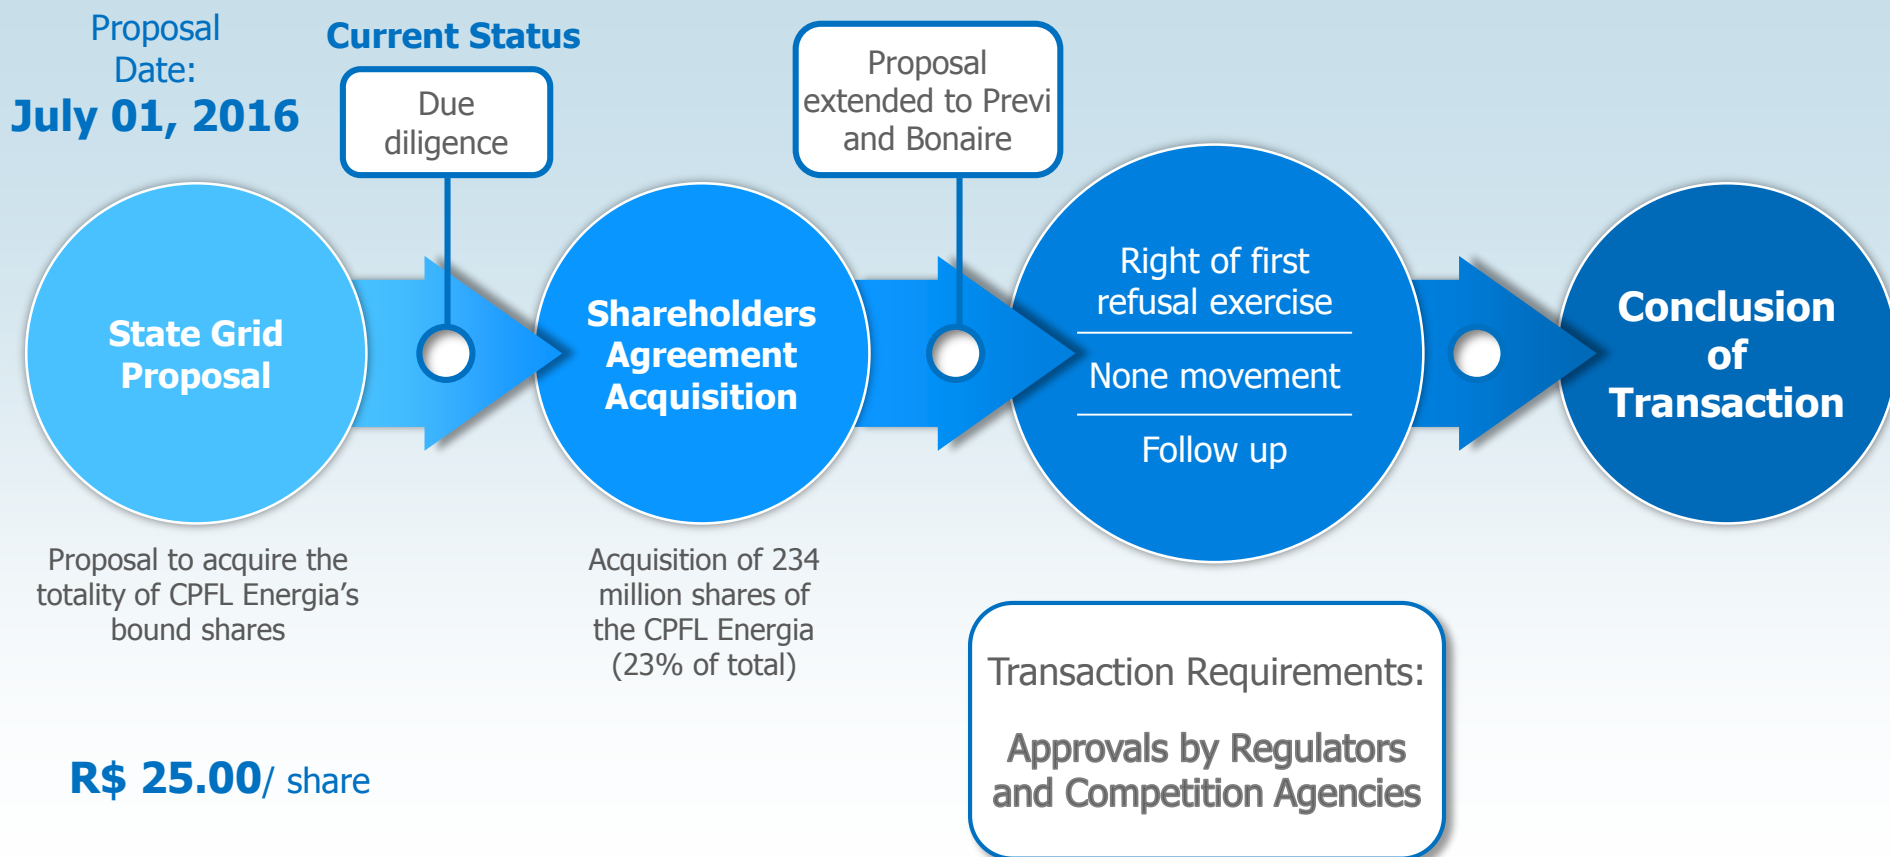 Proposal
Date:
July 01, 2016
Current Status
Due
diligence
Proposal
extended to Previ
and Bonaire
State Grid
Proposal
Shareholders
Agreement
Acquisition
Right of first
refusal exercise
None movement
Follow up
Conclusion
of
Transaction
Proposal to acquire the
totality of CPFL Energia’s
bound shares
Acquisition of 234
million shares of
the CPFL Energia
(23% of total)
Transaction Requirements:
Approvals by Regulators
and Competition Agencies
R$ 25.00/ share